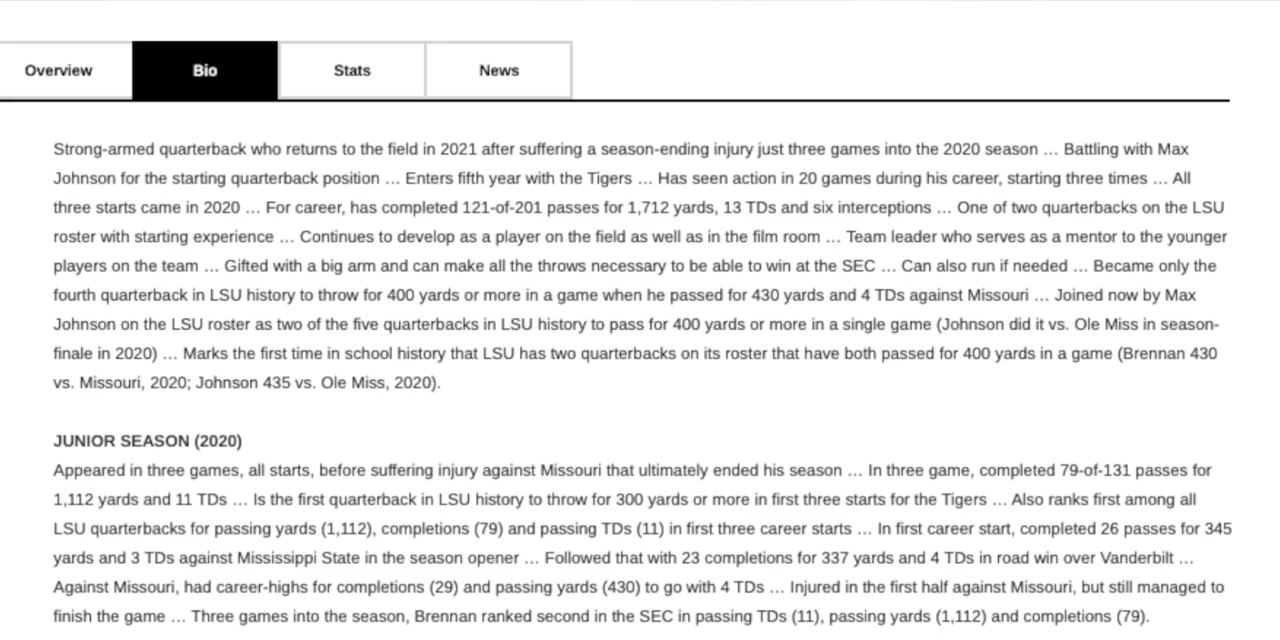 Overview Bio Stats News
Strong-armed quarterback who returns to the field in 2021 after suffering a season-ending injury just three games into the 2020 season … Battling with Max
Johnson for the starting quarterback position … Enters fifth year with the Tigers … Has seen action in 20 games during his career, starting three times … All
three starts came in 2020 … For career, has completed 121-of-201 passes for 1,712 yards, 13 TDs and six interceptions … One of two quarterbacks on the LSU
roster with starting experience … Continues to develop as a player on the field as well as in the film room … Team leader who serves as a mentor to the younger
players on the team … Gifted with a big arm and can make all the throws necessary to be able to win at the SEC … Can also run if needed … Became only the
fourth quarterback in LSU history to throw for 400 yards or more in a game when he passed for 430 yards and 4 TDs against Missouri … Joined now by Max
Johnson on the LSU roster as two of the five quarterbacks in LSU history to pass for 400 yards or more in a single game (Johnson did it vs. Ole Miss in season-
finale in 2020) … Marks the first time in school history that LSU has two quarterbacks on its roster that have both passed for 400 yards in a game (Brennan 430
vs. Missouri, 2020; Johnson 435 vs. Ole Miss, 2020).
JUNIOR SEASON (2020)
Appeared in three games, all starts, before suffering injury against Missouri that ultimately ended his season … In three game, completed 79-of-131 passes for
1,112 yards and 11 TDs … Is the first quarterback in LSU history to throw for 300 yards or more in first three starts for the Tigers … Also ranks first among all
LSU quarterbacks for passing yards (1,112), completions (79) and passing TDs (11) in first three career starts … In first career start, completed 26 passes for 345
yards and 3 TDs against Mississippi State in the season opener … Followed that with 23 completions for 337 yards and 4 TDs in road win over Vanderbilt …
Against Missouri, had career-highs for completions (29) and passing yards (430) to go with 4 TDs … Injured in the first half against Missouri, but still managed to
finish the game … Three games into the season, Brennan ranked second in the SEC in passing TDs (11), passing yards (1,112) and completions (79).